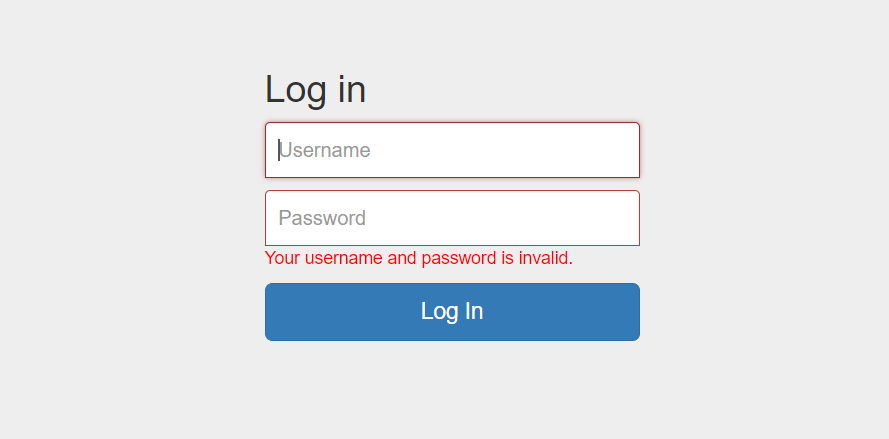 Log in
Username
Password
Your username and password is invalid.
Log In